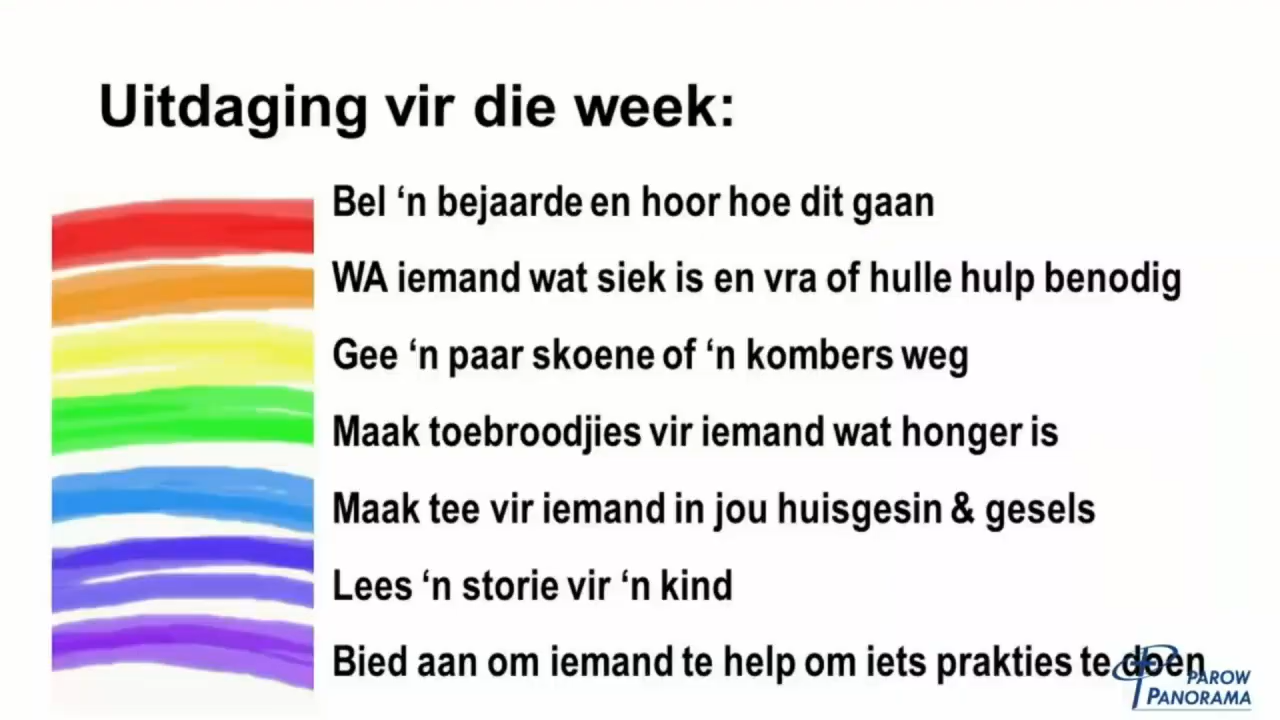 Uitdaging vir die week:
Bel ‘n bejaarde en hoor hoe dit gaan
WA iemand wat siek is en vra of hulle hulp benodig
Gee ‘n paar skoene of ‘n kombers weg
Maak toebroodjies vir iemand wat honger is
Maak tee vir iemand in jou huisgesin & gesels
Lees ‘n storie vir ‘n kind
Bied aan om iemand te help om iets prakties te doen
PAROW
PANORAMA